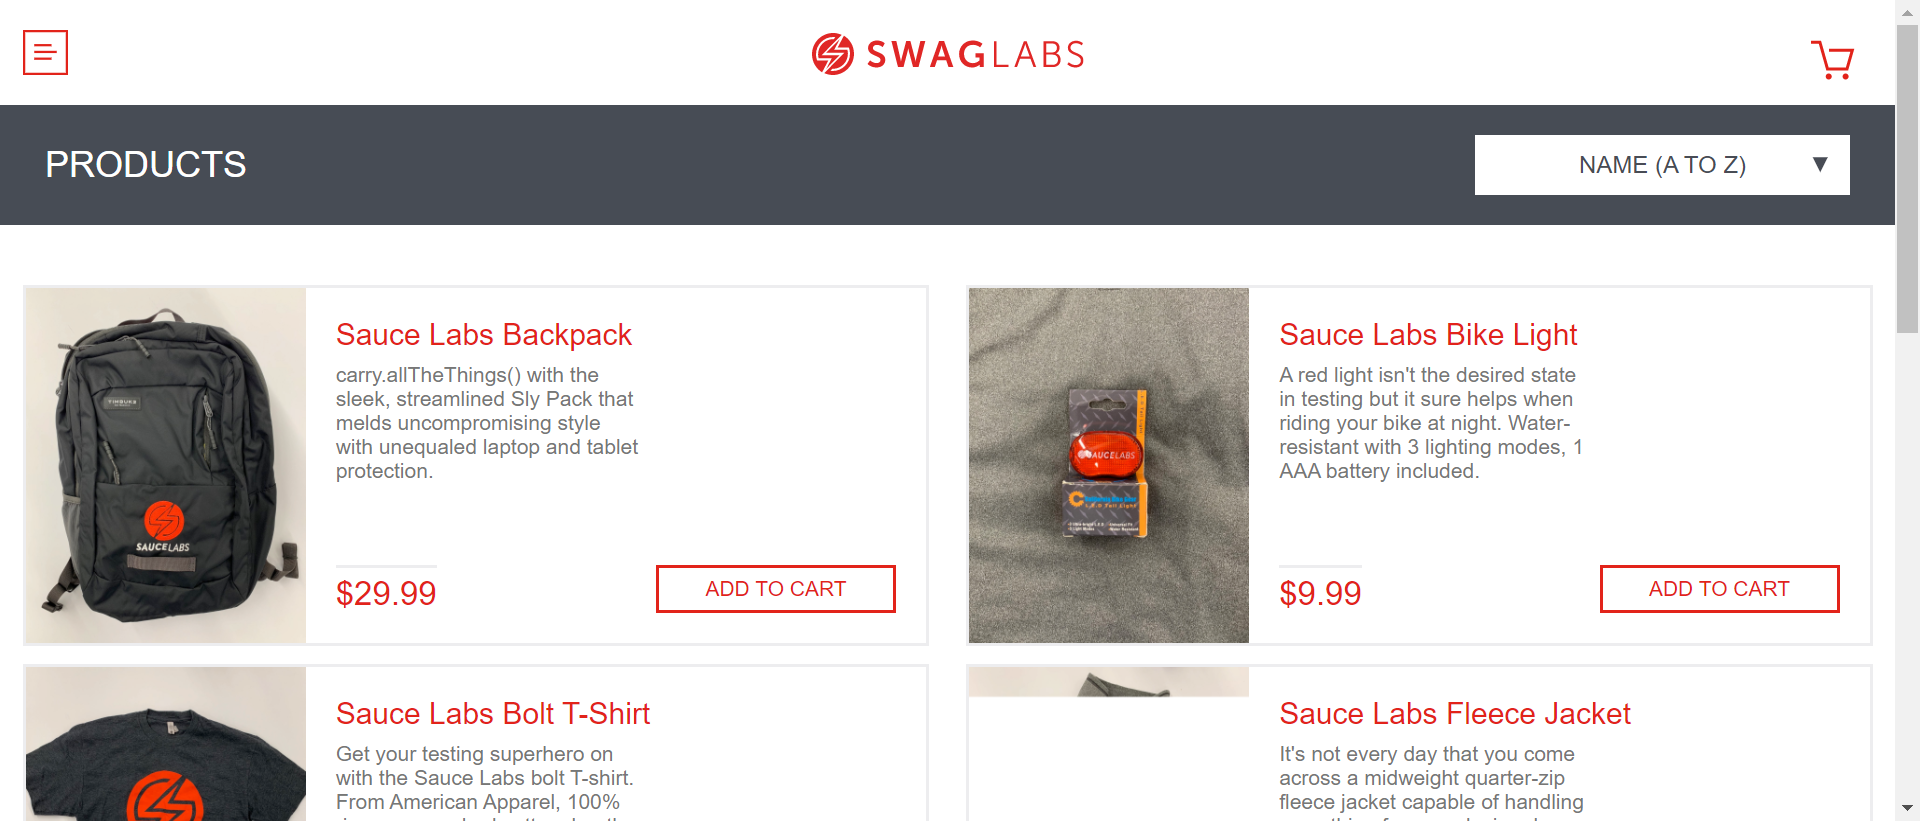 SWAGLABS
PRODUCTS
NAME (A TO Z)
Sauce Labs Backpack
carry.allTheThings() with the
sleek, streamlined Sly Pack that
melds uncompromising style
with unequaled laptop and tablet
protection.
$29.99
ADD TO CART
SAUCELABS
Sauce Labs Bike Light
A red light isn't the desired state
in testing but it sure helps when
riding your bike at night. Water-
resistant with 3 lighting modes, 1
AAA battery included.
$9.99
ADD TO CART
SAUCELABS
Sauce Labs Bolt T-Shirt
Get your testing superhero on
with the Sauce Labs bolt T-shirt.
From American Apparel, 100%
Sauce Labs Fleece Jacket
It's not every day that you come
across a midweight quarter-zip
fleece jacket capable of handling